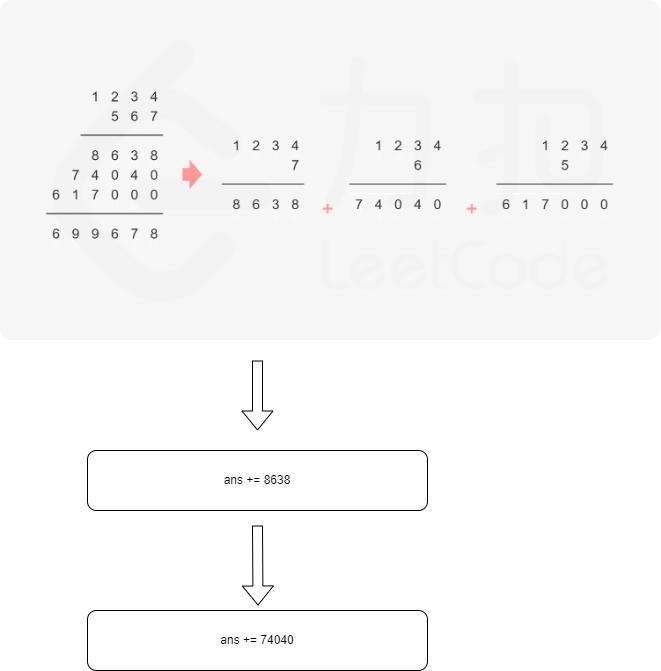 1 2 3 4
5 6 7
8 6 3 8
7 4 0 4 0
6 1 7 0 0 0
6 9 9 6 7 8
1 2 3 4
7
8 6 3 8
+
1 2 3 4
6
7 4 0 4 0
+
1 2 3 4
5
6 1 7 0 0 0
力扣
LeetCode
ans += 8638
ans += 74040